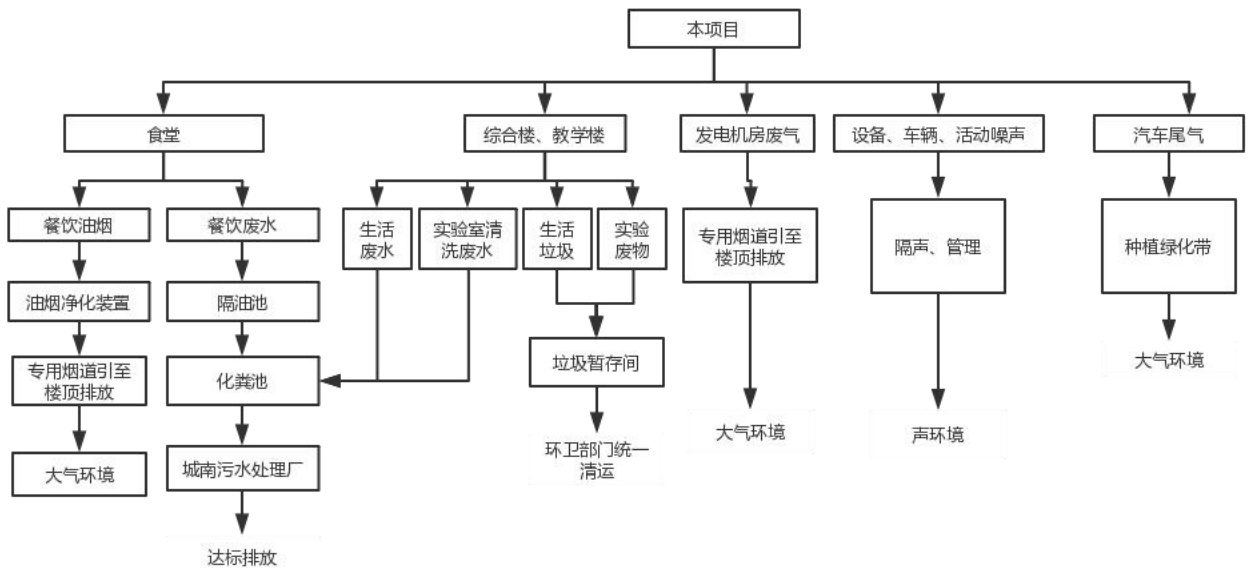 本项目
食堂
综合楼、教学楼
发电机房废气
设备、车辆、活动噪声
汽车尾气
餐饮油烟
餐饮废水
生活
废水
实验室清
洗废水
生活
垃圾
实验
废物
专用烟道引至
楼顶排放
隔声、管理
种植绿化带
油烟净化装置
隔油池
垃圾暂存间
大气环境
专用烟道引至
楼顶排放
化粪池
大气环境
声环境
环卫部门统一
清运
大气环境
城南污水处理厂
达标排放